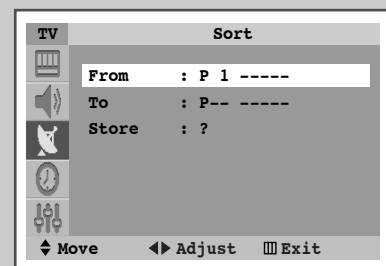 TV Sort
From : P 1 -----
To : P-- -----
Store : ?
Move Adjust Exit